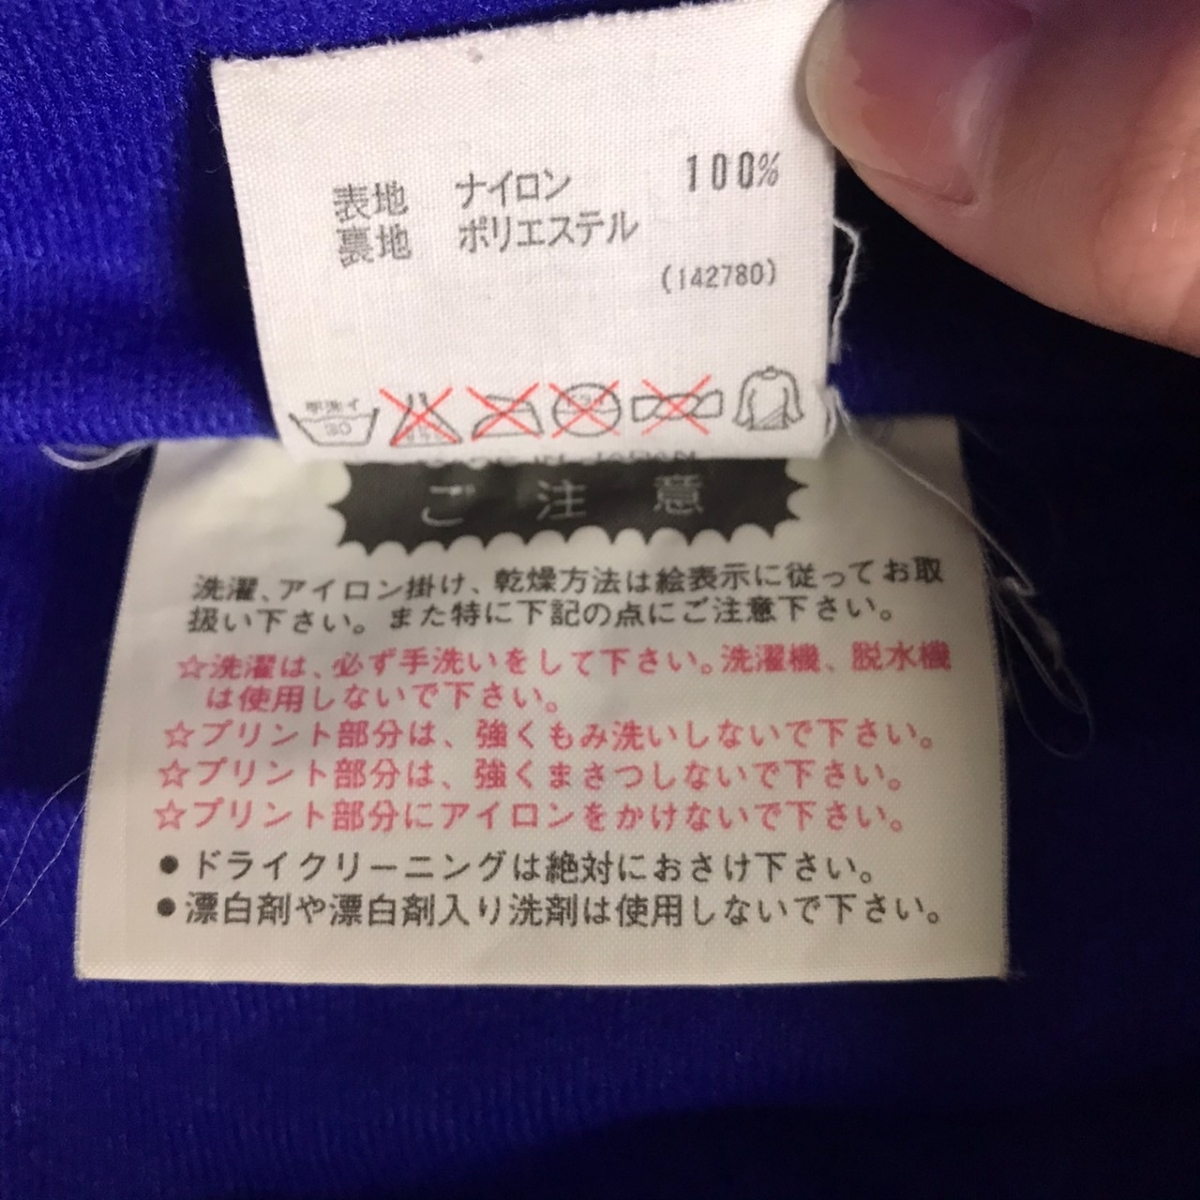 表地 ナイロン 100%
裏地 ポリエステル
(142780)
手洗イ
ご注意
洗濯、アイロン掛け、乾燥方法は絵表示に従ってお取
扱い下さい。また特に下記の点にご注意下さい。
☆洗濯は、必ず手洗いをして下さい。洗濯機、脱水機
は使用しないで下さい。
☆プリント部分は、強くもみ洗いしないで下さい。
☆プリント部分は、強くまさつしないで下さい。
☆プリント部分にアイロンをかけないで下さい。
●ドライクリーニングは絶対におさけ下さい。
●漂白剤や漂白剤入り洗剤は使用しないで下さい。